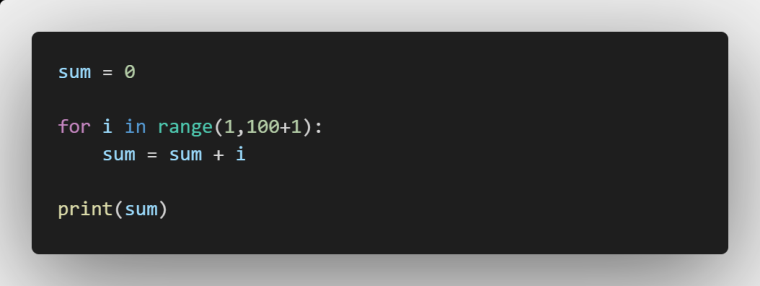 sum = 0
for i in range(1,100+1):
    sum = sum + i
print(sum)